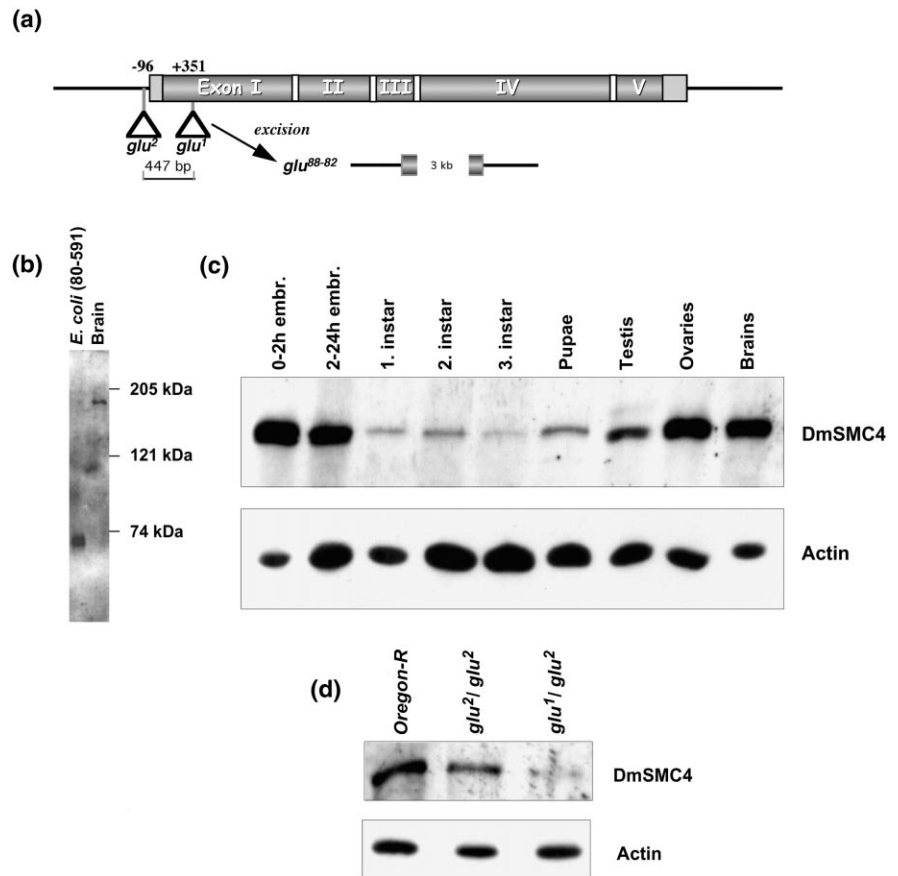 (a)
-96 +351
Exon I II III IV V
glu² glu¹ excision
447 bp
glu⁸⁸⁻⁸² 3 kb
(b)
E. coli (80-591)
Brain
205 kDa
121 kDa
74 kDa
(c)
0-2h embr.
2-24h embr.
1. instar
2. instar
3. instar
Pupae
Testis
Ovaries
Brains
DmSMC4
Actin
(d)
Oregon-R
glu²/ glu²
glu¹/ glu²
DmSMC4
Actin